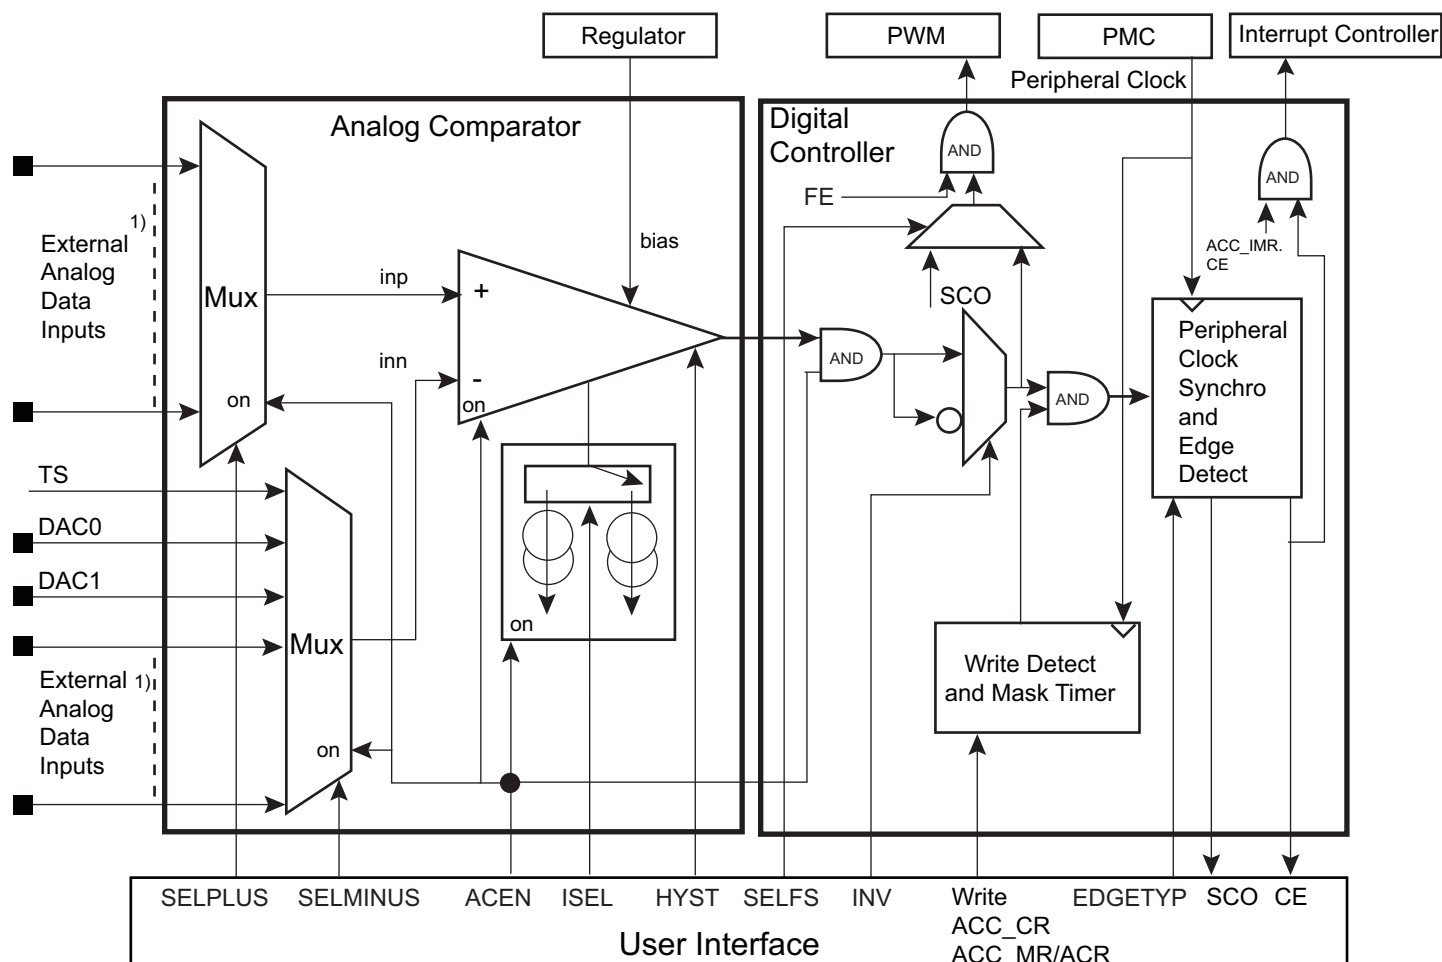 Regulator
PWM
PMC
Interrupt Controller
Peripheral Clock
Analog Comparator
Digital
Controller
AND
AND
FE
1)
External
Analog
Data
Inputs
bias
ACC_IMR.
CE
inp
Mux
+
SCO
Peripheral
Clock
Synchro
and
Edge
Detect
inn
-
on
on
AND
AND
TS
DAC0
DAC1
Mux
on
External 1)
Analog
Data
Inputs
on
Write Detect
and Mask Timer
SELPLUS
SELMINUS
ACEN
ISEL
HYST
SELFS
INV
Write
ACC_CR
ACC_MR/ACR
EDGETYP
SCO
CE
User Interface